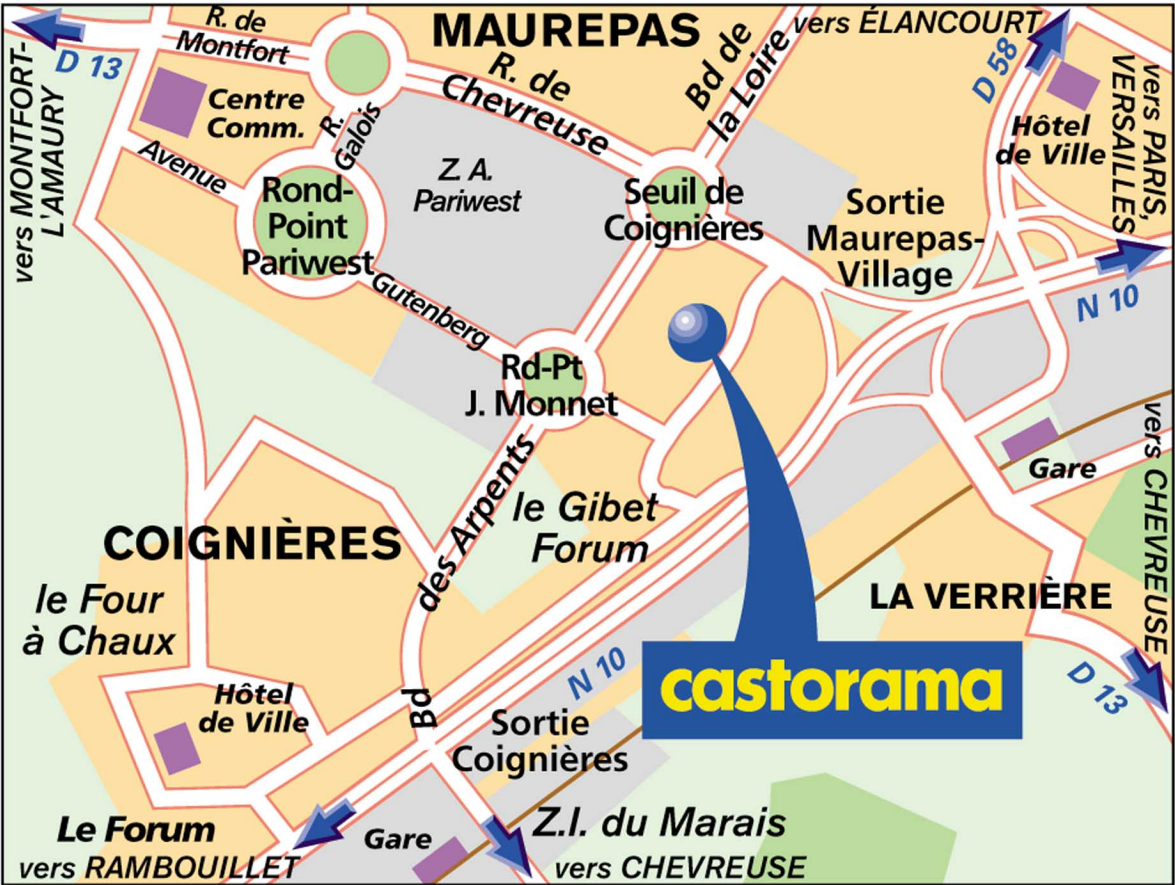 R. de
Montfort
MAUREPAS
vers ÉLANCOURT
D 13
R. de
Chevreuse
Bd de
la Loire
D 58
vers MONTFORT-
L'AMAURY
Centre
Comm.
R.
Galois
Hôtel
de Ville
vers PARIS,
VERSAILLES
Avenue
Z. A.
Pariwest
Rond-
Point
Pariwest
Seuil de
Coignières
Sortie
Maurepas-
Village
Gutenberg
N 10
Rd-Pt
J. Monnet
Gare
vers CHEVREUSE
des Arpents
le Gibet
Forum
COIGNIÈRES
le Four
à Chaux
LA VERRIÈRE
castorama
N 10
D 13
Hôtel
de Ville
Bd
Sortie
Coignières
Le Forum
Gare
Z.I. du Marais
vers RAMBOUILLET
vers CHEVREUSE